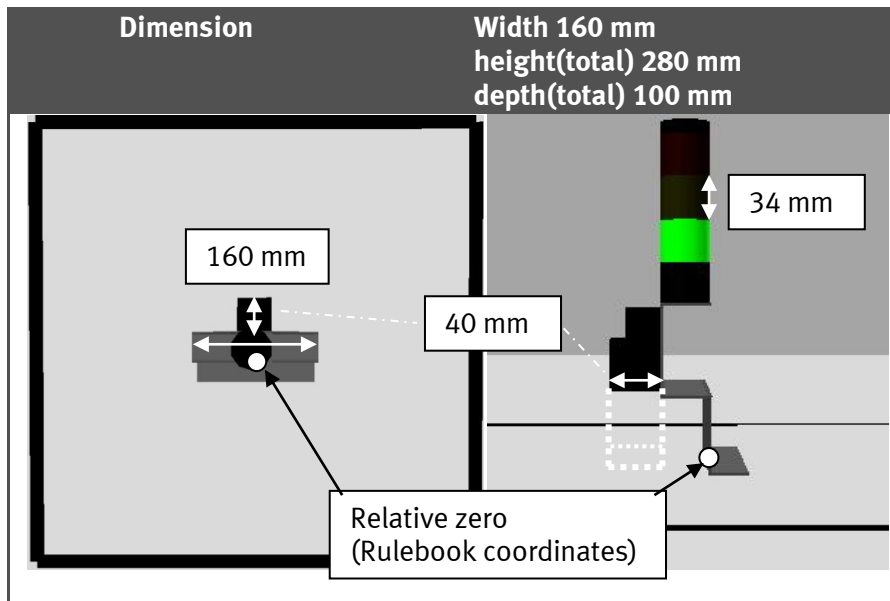 Dimension
Width 160 mm
height(total) 280 mm
depth(total) 100 mm
34 mm
160 mm
40 mm
Relative zero
(Rulebook coordinates)